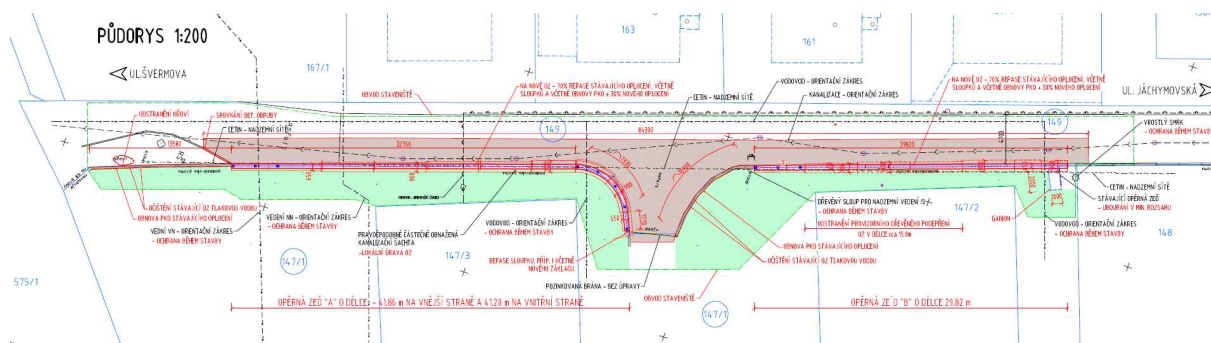 PŮDORYS 1:200
UL.ŠVERMOVA
167/1
163
161
UL. JÁCHYMOVSKÁ
OBVOD STAVENIŠTĚ
NA NOVÉ OZ - 70% REPASE STÁVAJÍCÍHO OPLOCENÍ, VČETNĚ
SLOUPKŮ A VČETNĚ OBNOVY PKO + 30% NOVÉHO OPLOCENÍ
CETIN - NADZEMNÍ SÍTĚ
VODOVOD - ORIENTAČNÍ ZÁKRES
KANALIZACE - ORIENTAČNÍ ZÁKRES
NA NOVÉ OZ - 70% REPASE STÁVAJÍCÍHO OPLOCENÍ, VČETNĚ
SLOUPKŮ A VČETNĚ OBNOVY PKO + 30% NOVÉHO OPLOCENÍ
ODSTRANĚNÍ KŘOVÍ
SROVNÁNÍ BET. OBRUBY
CETIN - NADZEMNÍ SÍTĚ
149
84300
149
VROSTLÝ SMRK
- OCHRANA BĚHEM STAVBY
13580
32760
29820
4700
OČIŠTĚNÍ STÁVAJÍCÍ OZ TLAKOVOU VODOU
OBNOVA PKO STÁVAJÍCÍHO OPLOCENÍ
VEDENÍ NN - ORIENTAČNÍ ZÁKRES
- OCHRANA BĚHEM STAVBY
VEDNÍ VN - ORIENTAČNÍ ZÁKRES
- OCHRANA BĚHEM STAVBY
PRAVDĚPODOBNĚ ČÁSTEČNĚ OBNAŽENÁ
KANALIZAČNÍ ŠACHTA
-LOKÁLNÍ ÚRAVA OZ
VODOVOD - ORIENTAČNÍ ZÁKRES
- OCHRANA BĚHEM STAVBY
REPASE SLOUPKU, PŘÍP. I VČETNĚ
NOVÉHO ZÁKLADU
POZINKOVANÁ BRÁNA - BEZ ÚPRAVY
DŘEVĚNÝ SLOUP PRO NADZEMNÍ VEDENÍ
- OCHRANA BĚHEM STAVBY
ODSTRANĚNÍ PROVIZORNÍHO DŘEVĚNÉHO PODEPŘENÍ
OZ V DÉLCE cca 15.0m
OBNOVA PKO STÁVAJÍCÍHO OPLOCENÍ
OČIŠTĚNÍ STÁVAJÍCÍ OZ TLAKOVOU VODOU
GABION
CETIN - NADZEMNÍ SÍTĚ
STÁVAJÍCÍ OPĚRNÁ ZEĎ
- UBOURÁNÍ V MIN. ROZSAHU
VODOVOD - ORIENTAČNÍ ZÁKRES
- OCHRANA BĚHEM STAVBY
147/2
148
147/1
147/3
575/1
OBVOD STAVENIŠTĚ
147/1
OPĚRNÁ ZEĎ "A" O DÉLCE: - 41.86 m NA VNĚJŠÍ STRANĚ A 41,20 m NA VNITŘNÍ STRANĚ
OPĚRNÁ ZEĎ "B" O DÉLCE 29.82 m